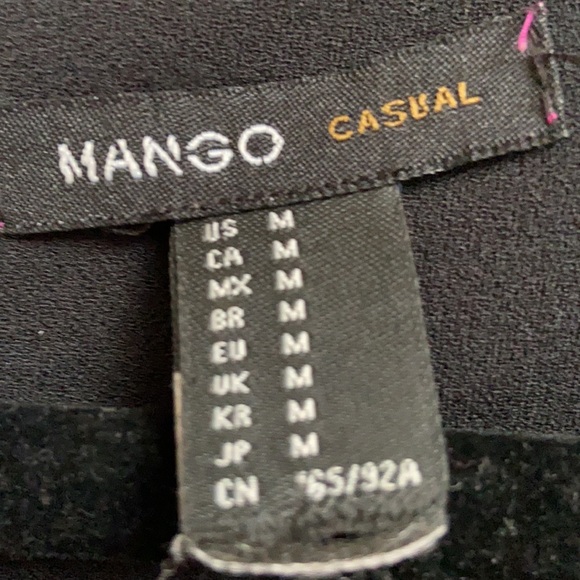 MANGO CASUAL
US M
CA M
MX M
BR M
EU M
UK M
KR M
JP M
CN 165/92A